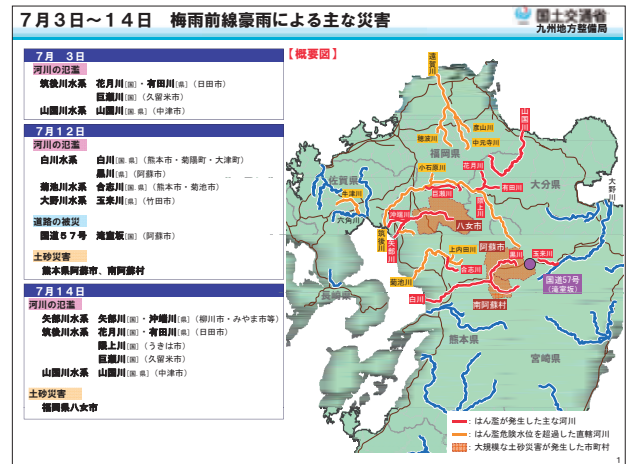 7月3日～14日 梅雨前線豪雨による主な災害
国土交通省
九州地方整備局
7月 3日
河川の氾濫
筑後川水系 花月川[国]・有田川[県]（日田市）
巨瀬川[国]（久留米市）
山国川水系 山国川[国.県]（中津市）
7月12日
河川の氾濫
白川水系 白川[国.県]（熊本市・菊陽町・大津町）
黒川[県]（阿蘇市）
菊池川水系 合志川[国]（熊本市・菊池市）
大野川水系 玉来川[県]（竹田市）
道路の被災
国道57号 滝室坂[国]（阿蘇市）
土砂災害
熊本県阿蘇市、南阿蘇村
7月14日
河川の氾濫
矢部川水系 矢部川[国]・沖端川[県]（柳川市・みやま市等）
筑後川水系 花月川[国]・有田川[県]（日田市）
隈上川[国]（うきは市）
巨瀬川[国]（久留米市）
山国川水系 山国川[国.県]（中津市）
土砂災害
福岡県八女市
【概要図】
遠賀川
山国川
彦山川
穂波川
中元寺川
福岡県
小石原川
花月川
佐賀県
大分県
有田川
大野川
牛津川
巨瀬川
隈上川
六角川
沖端川
八女市
筑後川
矢部川
阿蘇市
上内田川
黒川
玉来川
合志川
菊池川
国道57号
（滝室坂）
長崎県
白川
南阿蘇村
熊本県
宮崎県
：はん濫が発生した主な河川
：はん濫危険水位を超過した直轄河川
：大規模な土砂災害が発生した市町村
1